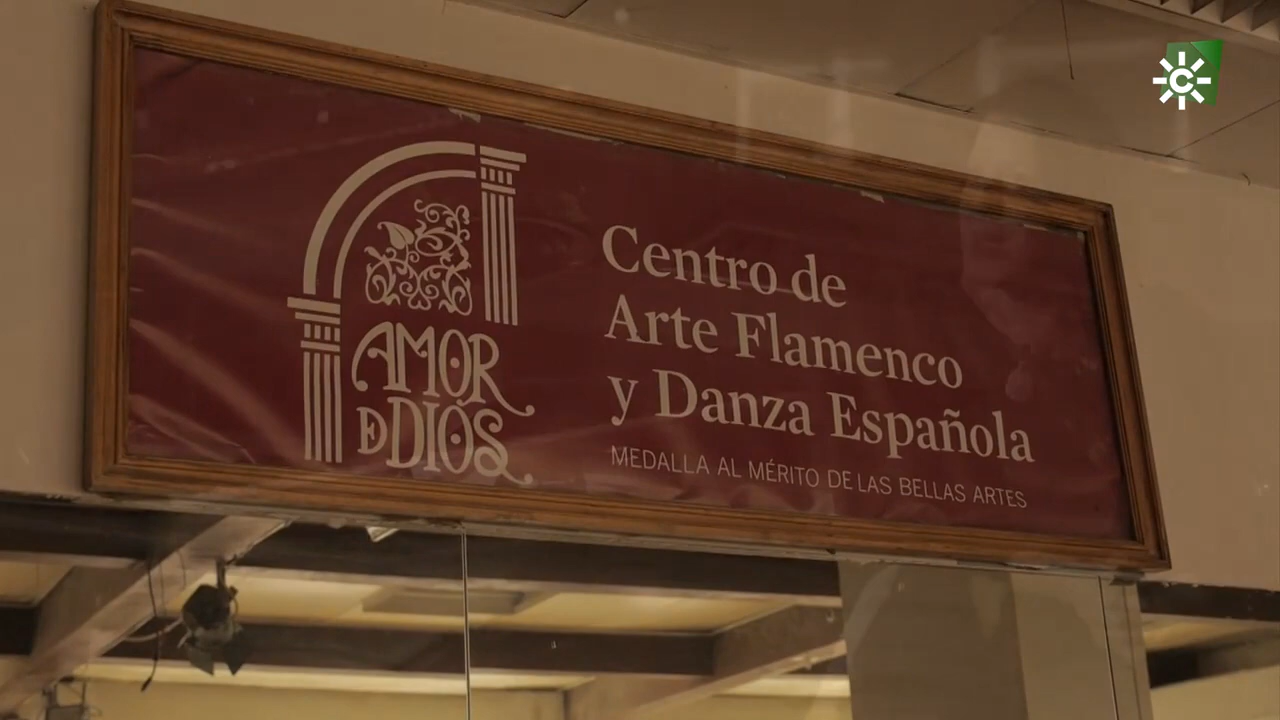 AMOR
DE DIOS
Centro de
Arte Flamenco
y Danza Española
MEDALLA AL MÉRITO DE LAS BELLAS ARTES
C